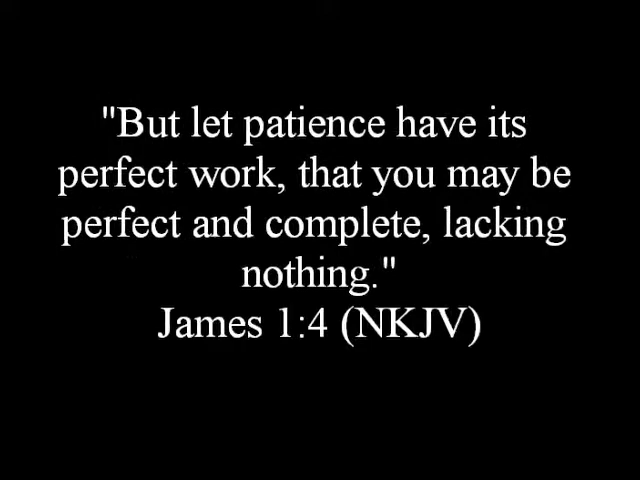 "But let patience have its
perfect work, that you may be
perfect and complete, lacking
nothing."
James 1:4 (NKJV)